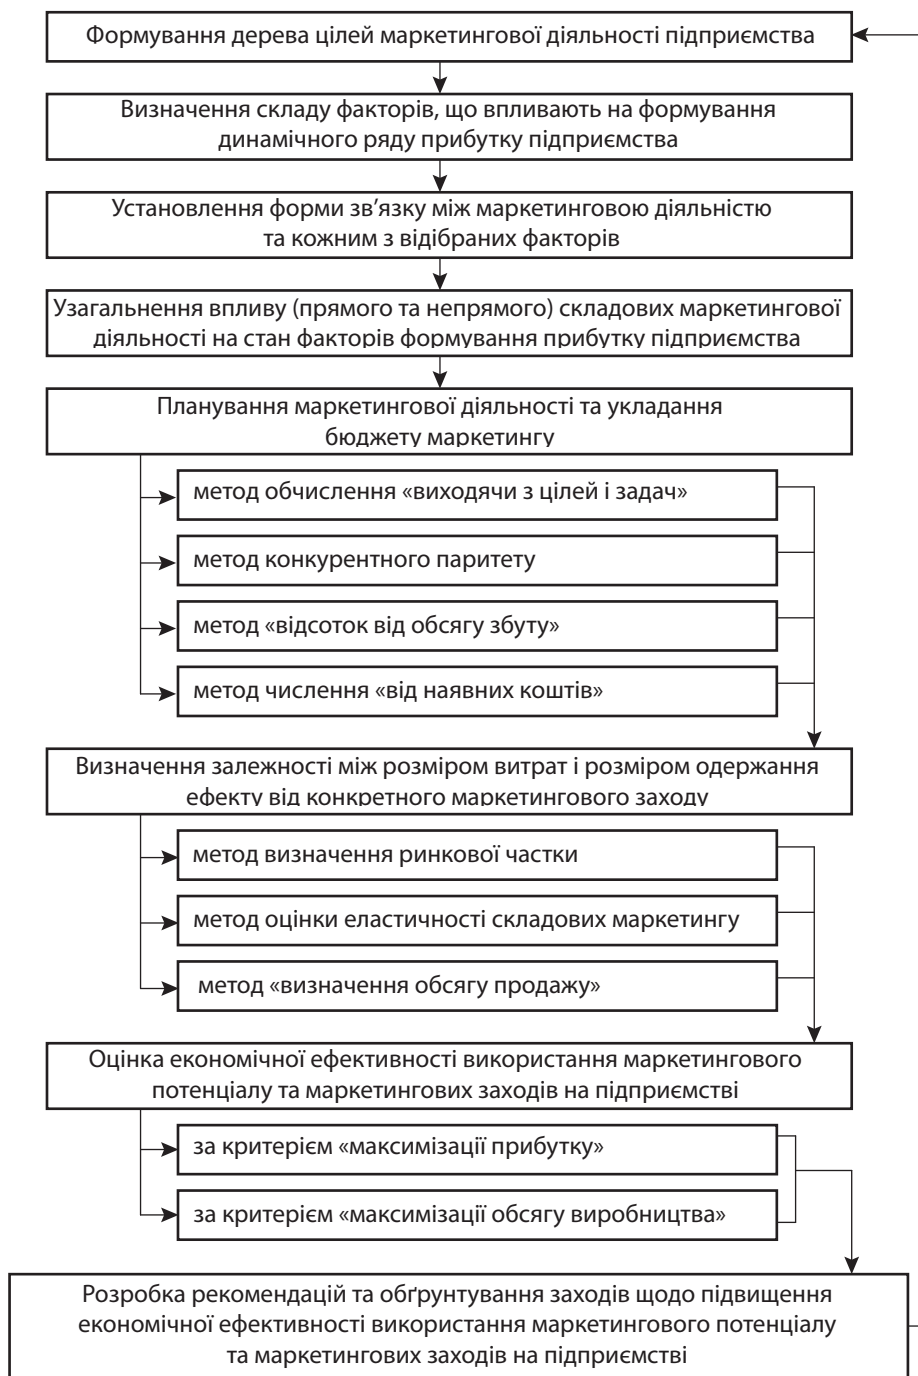 Формування дерева цілей маркетингової діяльності підприємства
Визначення складу факторів, що впливають на формування
динамічного ряду прибутку підприємства
Установлення форми зв'язку між маркетинговою діяльністю
та кожним з відібраних факторів
Узагальнення впливу (прямого та непрямого) складових маркетингової
діяльності на стан факторів формування прибутку підприємства
Планування маркетингової діяльності та укладання
бюджету маркетингу
метод обчислення «виходячи з цілей і задач»
метод конкурентного паритету
метод «відсоток від обсягу збуту»
метод числення «від наявних коштів»
Визначення залежності між розміром витрат і розміром одержання
ефекту від конкретного маркетингового заходу
метод визначення ринкової частки
метод оцінки еластичності складових маркетингу
метод «визначення обсягу продажу»
Оцінка економічної ефективності використання маркетингового
потенціалу та маркетингових заходів на підприємстві
за критерієм «максимізації прибутку»
за критерієм «максимізації обсягу виробництва»
Розробка рекомендацій та обґрунтування заходів щодо підвищення
економічної ефективності використання маркетингового потенціалу
та маркетингових заходів на підприємстві